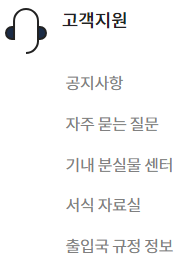 고객지원
공지사항
자주 묻는 질문
기내 분실물 센터
서식 자료실
출입국 규정 정보